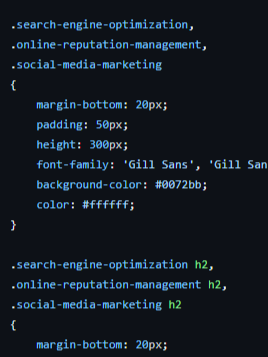 .search-engine-optimization,
.online-reputation-management,
.social-media-marketing
{
margin-bottom: 20px;
padding: 50px;
height: 300px;
font-family: 'Gill Sans', 'Gill San
background-color: #0072bb;
color: #ffffff;
}
.search-engine-optimization h2,
.online-reputation-management h2,
.social-media-marketing h2
{
margin-bottom: 20px;